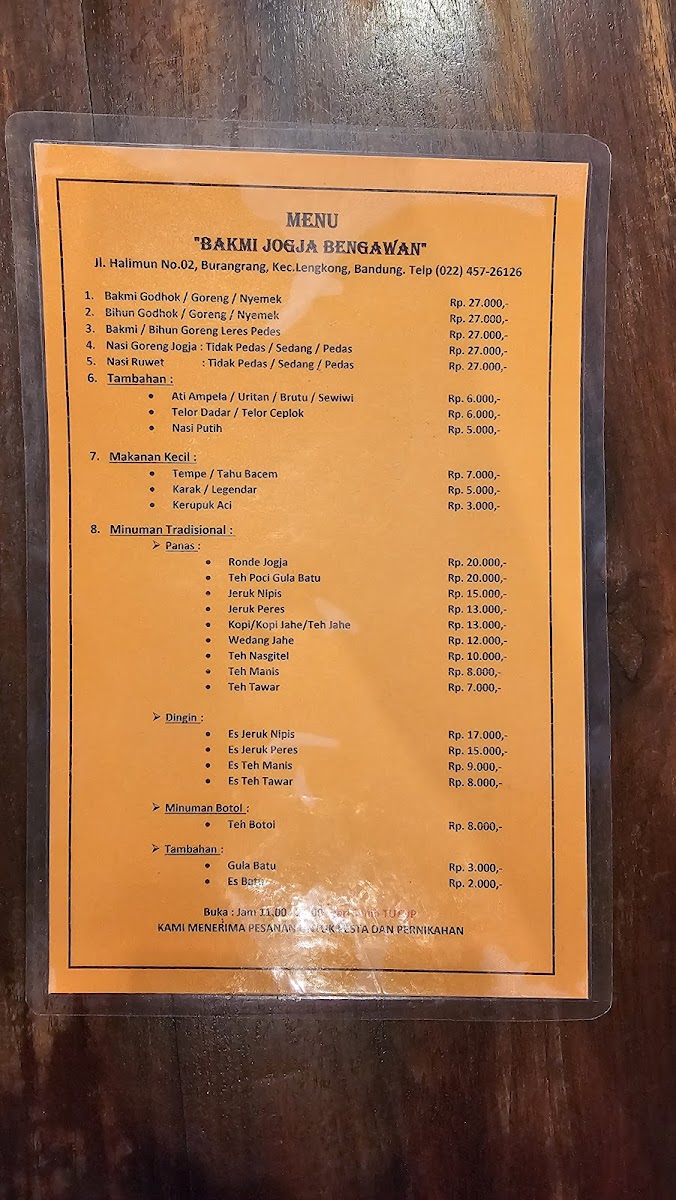 MENU
"BAKMI JOGJA BENGAWAN"
Jl. Halimun No.02, Burangrang, Kec.Lengkong, Bandung. Telp (022) 457-26126
1. Bakmi Godhok / Goreng / Nyemek Rp. 27.000,-
2. Bihun Godhok / Goreng / Nyemek Rp. 27.000,-
3. Bakmi / Bihun Goreng Leres Pedes Rp. 27.000,-
4. Nasi Goreng Jogja : Tidak Pedas / Sedang / Pedas Rp. 27.000,-
5. Nasi Ruwet : Tidak Pedas / Sedang / Pedas Rp. 27.000,-
6. Tambahan :
• Ati Ampela / Uritan / Brutu / Sewiwi Rp. 6.000,-
• Telor Dadar / Telor Ceplok Rp. 6.000,-
• Nasi Putih Rp. 5.000,-
7. Makanan Kecil :
• Tempe / Tahu Bacem Rp. 7.000,-
• Karak / Legendar Rp. 5.000,-
• Kerupuk Aci Rp. 3.000,-
8. Minuman Tradisional :
➢ Panas :
• Ronde Jogja Rp. 20.000,-
• Teh Poci Gula Batu Rp. 20.000,-
• Jeruk Nipis Rp. 15.000,-
• Jeruk Peres Rp. 13.000,-
• Kopi/Kopi Jahe/Teh Jahe Rp. 13.000,-
• Wedang Jahe Rp. 12.000,-
• Teh Nasgitel Rp. 10.000,-
• Teh Manis Rp. 8.000,-
• Teh Tawar Rp. 7.000,-
➢ Dingin :
• Es Jeruk Nipis Rp. 17.000,-
• Es Jeruk Peres Rp. 15.000,-
• Es Teh Manis Rp. 9.000,-
• Es Teh Tawar Rp. 8.000,-
➢ Minuman Botol :
• Teh Botol Rp. 8.000,-
➢ Tambahan :
• Gula Batu Rp. 3.000,-
• Es Batu Rp. 2.000,-
Buka : Jam 11.00 TUTUP
KAMI MENERIMA PESANAN UNTUK PESTA DAN PERNIKAHAN